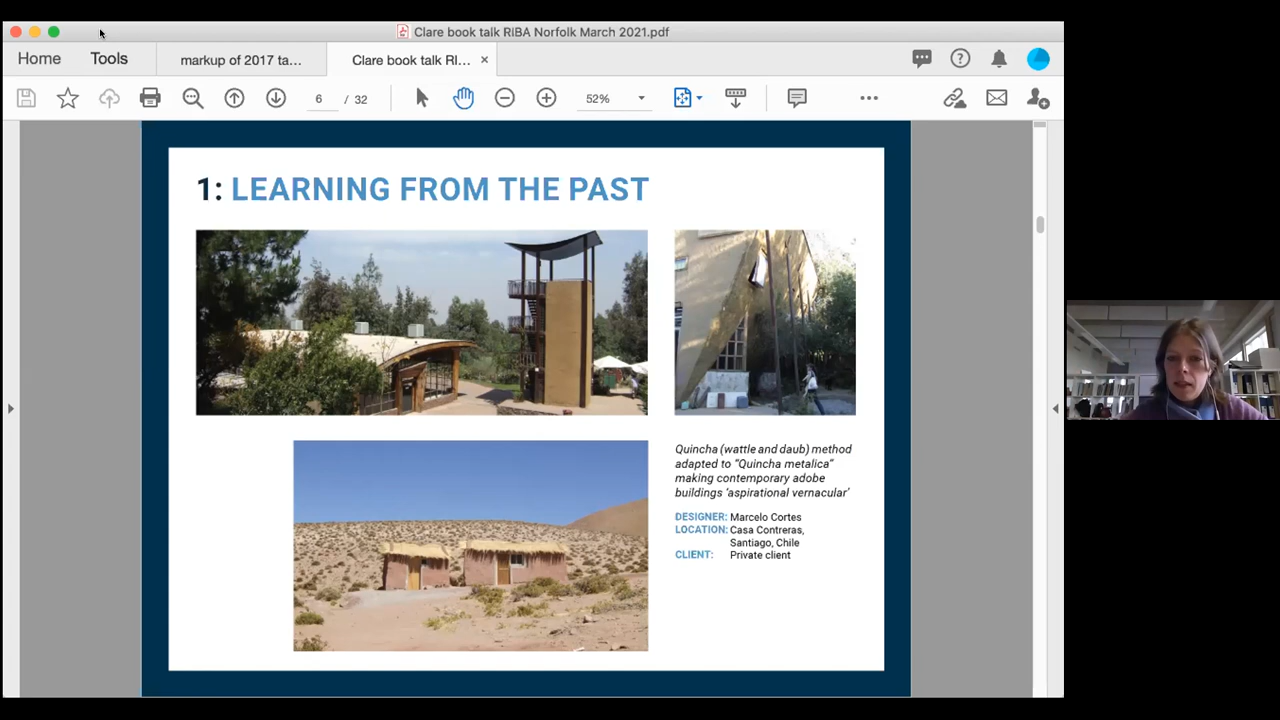 Clare book talk RiBA Norfolk March 2021.pdf
Home Tools markup of 2017 ta... Clare book talk RI... ×
6 / 32 52%
1: LEARNING FROM THE PAST
Quincha (wattle and daub) method
adapted to “Quincha metalica”
making contemporary adobe
buildings ‘aspirational vernacular’
DESIGNER: Marcelo Cortes
LOCATION: Casa Contreras,
Santiago, Chile
CLIENT: Private client